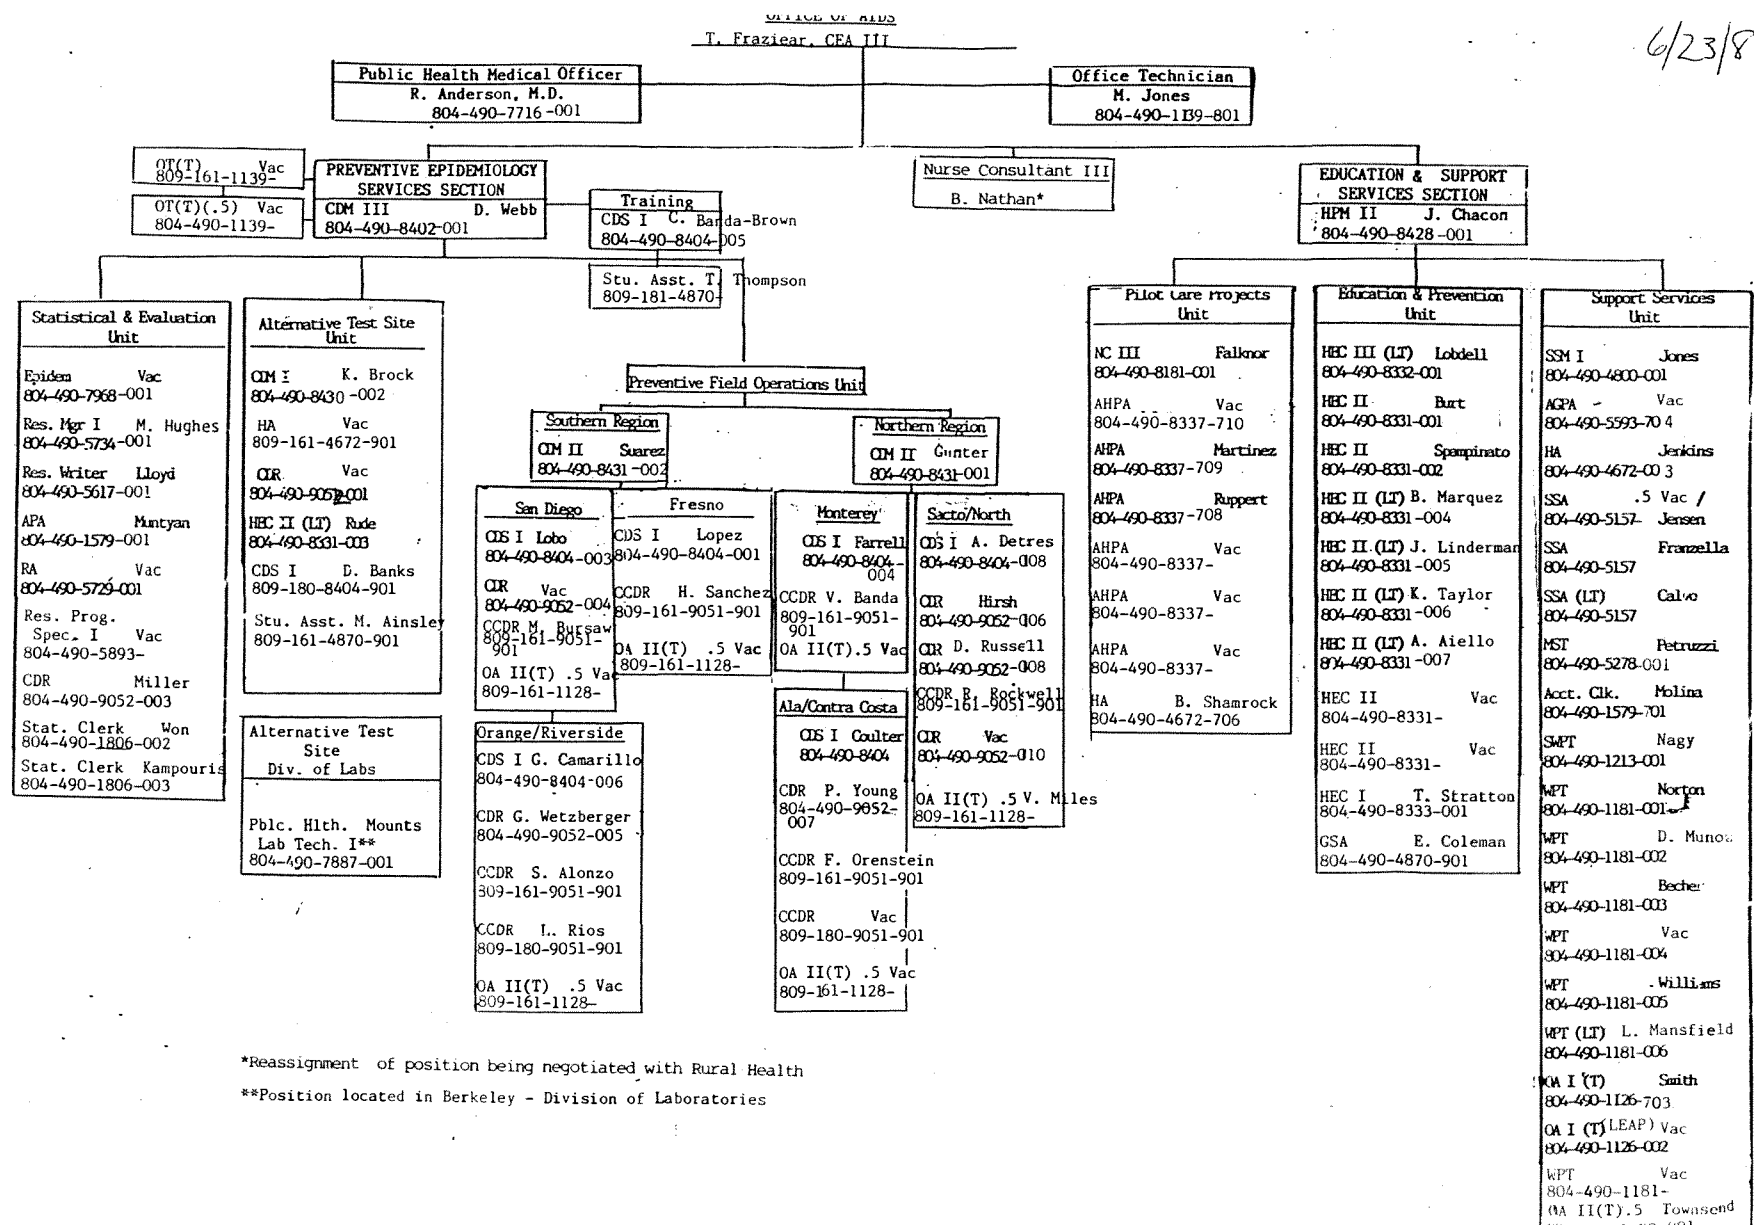 OFFICE OF AIDS
T. Fraziear, CEA III
6/23/8
Public Health Medical Officer
R. Anderson, M.D.
804-490-7716-001
Office Technician
M. Jones
804-490-1139-801
OT(T) Vac
809-161-1139-
OT(T)(.5) Vac
804-490-1139-
PREVENTIVE EPIDEMIOLOGY
SERVICES SECTION
CDM III D. Webb
804-490-8402-001
Training
CDS I C. Banda-Brown
804-490-8404-005
Stu. Asst. T. Thompson
809-181-4870-
Nurse Consultant III
B. Nathan*
EDUCATION & SUPPORT
SERVICES SECTION
HPM II J. Chacon
804-490-8428-001
Statistical & Evaluation
Unit
Epidem Vac
804-490-7968-001
Res. Mgr I M. Hughes
804-490-5734-001
Res. Writer Lloyd
804-490-5617-001
APA Muntyan
804-490-1579-001
RA Vac
804-490-5729-001
Res. Prog.
Spec. I Vac
804-490-5893-
CDR Miller
804-490-9052-003
Stat. Clerk Won
804-490-1806-002
Stat. Clerk Kampouris
804-490-1806-003
Alternative Test Site
Unit
CDM I K. Brock
804-490-8430-002
HA Vac
809-161-4672-901
CDR Vac
804-490-9052-001
HEC II (LT) Rude
804-490-8331-003
CDS I D. Banks
809-180-8404-901
Stu. Asst. M. Ainsley
809-161-4870-901
Alternative Test
Site
Div. of Labs
Pblc. Hlth. Mounts
Lab Tech. I**
804-490-7887-001
Preventive Field Operations Unit
Southern Region
CDM II Suarez
804-490-8431-002
Northern Region
CDM II Gunter
804-490-8431-001
San Diego
CDS I Lobo
804-490-8404-003
CDR Vac
804-490-9052-004
CCDR M. Bursaw
809-161-9051-
901
OA II(T) .5 Vac
809-161-1128-
Fresno
CDS I Lopez
804-490-8404-001
CCDR H. Sanchez
809-161-9051-901
OA II(T) .5 Vac
809-161-1128-
Monterey
CDS I Farrell
804-490-8404-
004
CCDR V. Banda
809-161-9051-
901
OA II(T).5 Vac
Sacto/North
CDS I A. Detres
804-490-8404-008
CDR Hirsh
804-490-9052-006
CDR D. Russell
804-490-9052-008
CCDR R. Rockwell
809-161-9051-901
CDR Vac
804-490-9052-010
OA II(T) .5 V. Miles
809-161-1128-
Orange/Riverside
CDS I G. Camarillo
804-490-8404-006
CDR G. Wetzberger
804-490-9052-005
CCDR S. Alonzo
809-161-9051-901
CCDR L. Rios
809-180-9051-901
OA II(T) .5 Vac
809-161-1128-
Ala/Contra Costa
CDS I Coulter
804-490-8404
CDR P. Young
804-490-9052-
007
CCDR F. Orenstein
809-161-9051-901
CCDR Vac
809-180-9051-901
OA II(T) .5 Vac
809-161-1128-
Pilot Care Projects
Unit
NC III Falknor
804-490-8181-001
AHPA Vac
804-490-8337-710
AHPA Martinez
804-490-8337-709
AHPA Ruppert
804-490-8337-708
AHPA Vac
804-490-8337-
AHPA Vac
804-490-8337-
AHPA Vac
804-490-8337-
HA B. Shamrock
804-490-4672-706
Education & Prevention
Unit
HEC III (LT) Lobdell
804-490-8332-001
HEC II Burt
804-490-8331-001
HEC II Spampinato
804-490-8331-002
HEC II (LT) B. Marquez
804-490-8331-004
HEC II (LT) J. Linderman
804-490-8331-005
HEC II (LT) K. Taylor
804-490-8331-006
HEC II (LT) A. Aiello
804-490-8331-007
HEC II Vac
804-490-8331-
HEC II Vac
804-490-8331-
HEC I T. Stratton
804-490-8333-001
GSA E. Coleman
804-490-4870-901
Support Services
Unit
SSM I Jones
804-490-4800-001
AGPA - Vac
804-490-5593-704
HA Jenkins
804-490-4672-003
SSA .5 Vac /
804-490-5157- Jensen
SSA Franzella
804-490-5157
SSA (LT) Calvo
804-490-5157
MST Petruzzi
804-490-5278-001
Acct. Clk. Molina
804-490-1579-701
SWPT Nagy
804-490-1213-001
WPT Norton
804-490-1181-001
WPT D. Munoz
804-490-1181-002
WPT Becher
804-490-1181-003
WPT Vac
804-490-1181-004
WPT Williams
804-490-1181-005
WPT (LT) L. Mansfield
804-490-1181-006
OA I (T) Smith
804-490-1126-703
OA I (T)(LEAP) Vac
804-490-1126-002
WPT Vac
804-490-1181-
OA II(T).5 Townsend
*Reassignment of position being negotiated with Rural Health
**Position located in Berkeley - Division of Laboratories